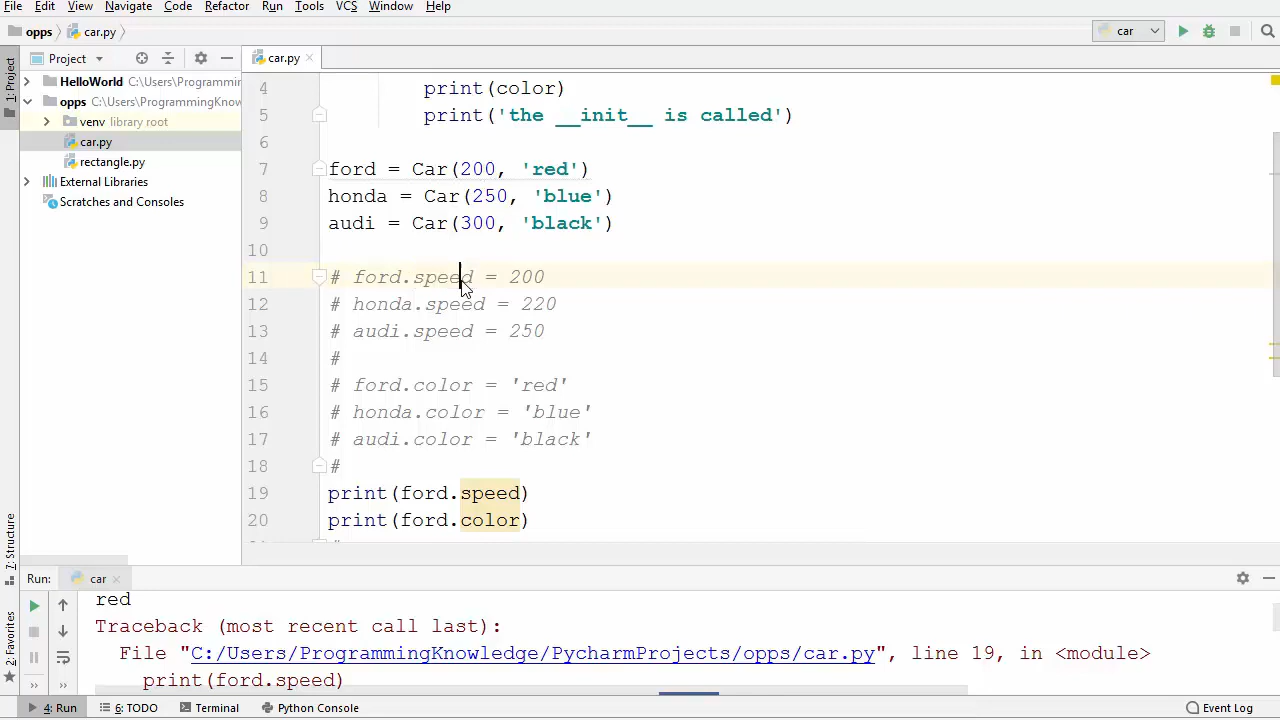 File Edit View Navigate Code Refactor Run Tools VCS Window Help
opps car.py car
1: Project
Project
car.py
HelloWorld C:\Users\Programmin
opps C:\Users\ProgrammingKnow
venv library root
car.py
rectangle.py
External Libraries
Scratches and Consoles
4 print(color)
5 print('the __init__ is called')
6
7 ford = Car(200, 'red')
8 honda = Car(250, 'blue')
9 audi = Car(300, 'black')
10
11 # ford.speed = 200
12 # honda.speed = 220
13 # audi.speed = 250
14 #
15 # ford.color = 'red'
16 # honda.color = 'blue'
17 # audi.color = 'black'
18 #
19 print(ford.speed)
20 print(ford.color)
7: Structure
2: Favorites
Run: car
red
Traceback (most recent call last):
File "C:/Users/ProgrammingKnowledge/PycharmProjects/opps/car.py", line 19, in <module>
print(ford.speed)
4: Run 6: TODO Terminal Python Console Event Log